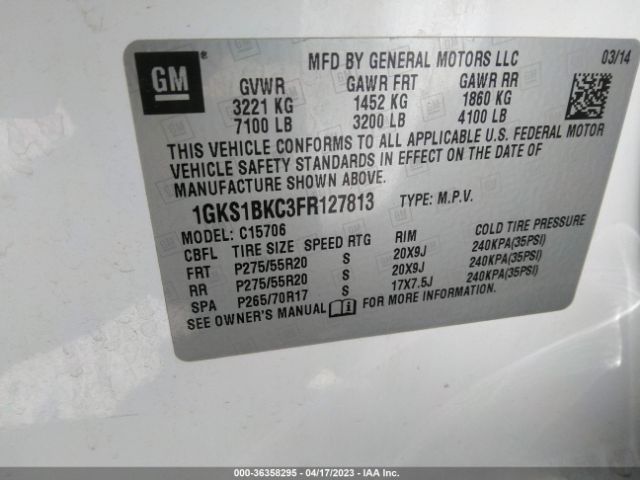 GM ®
MFD BY GENERAL MOTORS LLC 03/14
GVWR GAWR FRT GAWR RR
3221 KG 1452 KG 1860 KG
7100 LB 3200 LB 4100 LB
THIS VEHICLE CONFORMS TO ALL APPLICABLE U.S. FEDERAL MOTOR
VEHICLE SAFETY STANDARDS IN EFFECT ON THE DATE OF
MANUFACTURE SHOWN ABOVE.
1GKS1BKC3FR127813 TYPE: M.P.V.
MODEL: C15706
CBFL TIRE SIZE SPEED RTG RIM COLD TIRE PRESSURE
FRT P275/55R20 S 20X9J 240KPA(35PSI)
RR P275/55R20 S 20X9J 240KPA(35PSI)
SPA P265/70R17 S 17X7.5J 240KPA(35PSI)
SEE OWNER'S MANUAL FOR MORE INFORMATION.
000-36358295 - 04/17/2023 - IAA Inc.